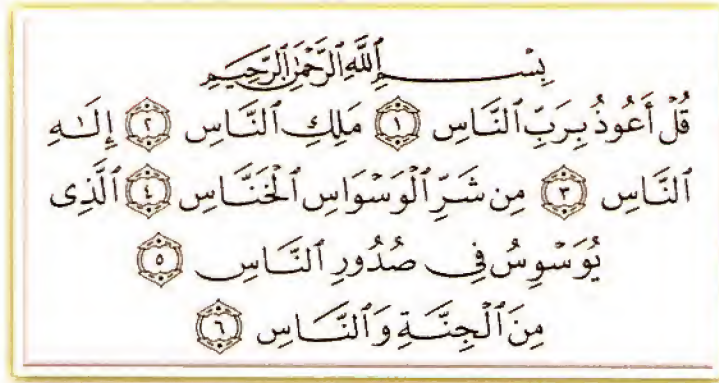 بِسْمِ ٱللَّهِ ٱلرَّحْمَٰنِ ٱلرَّحِيمِ
قُلْ أَعُوذُ بِرَبِّ ٱلنَّاسِ ١ مَلِكِ ٱلنَّاسِ ٢ إِلَٰهِ
ٱلنَّاسِ ٣ مِن شَرِّ ٱلْوَسْوَاسِ ٱلْخَنَّاسِ ٤ ٱلَّذِى
يُوَسْوِسُ فِى صُدُورِ ٱلنَّاسِ ٥
مِنَ ٱلْجِنَّةِ وَٱلنَّاسِ ٦